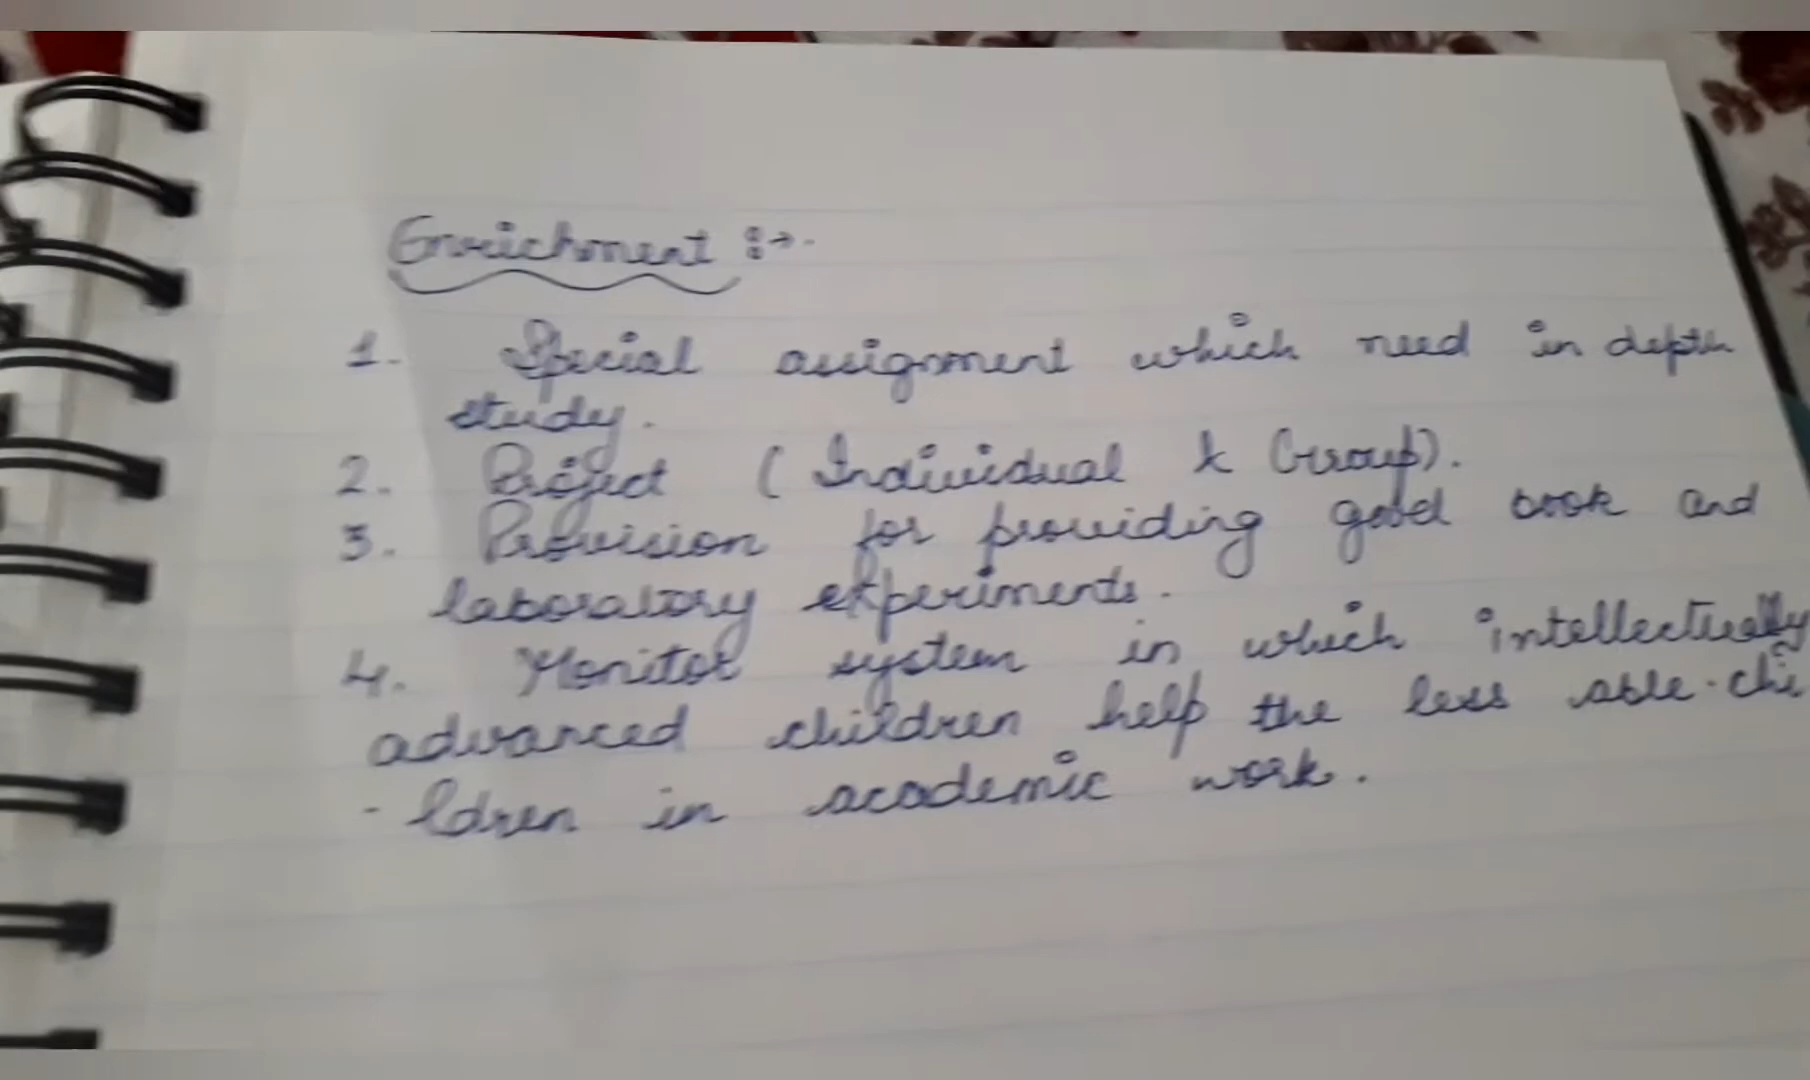 Enrichment :→.
1. Special assignment which need in depth
study.
2. Project ( Individual & Group).
3. Provision for providing good book and
laboratory experiments.
4. Monitor system in which intellectually
advanced children help the less able chi
- ldren in academic work.